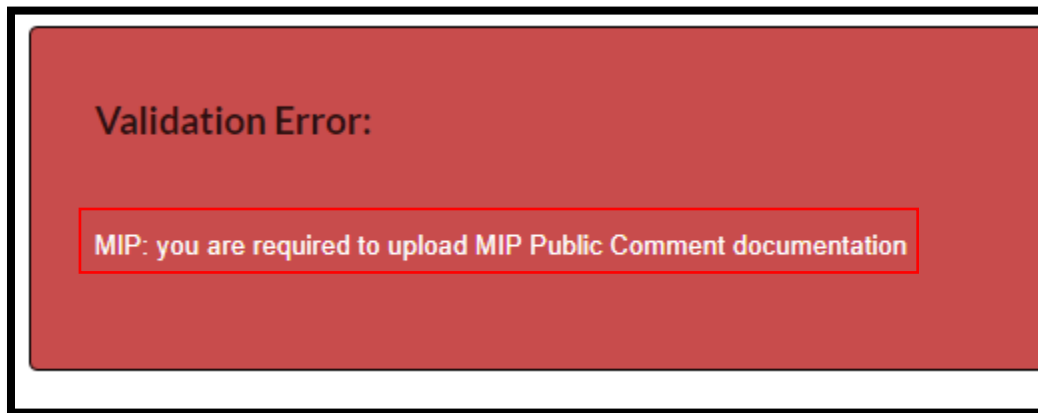 Validation Error:
MIP: you are required to upload MIP Public Comment documentation